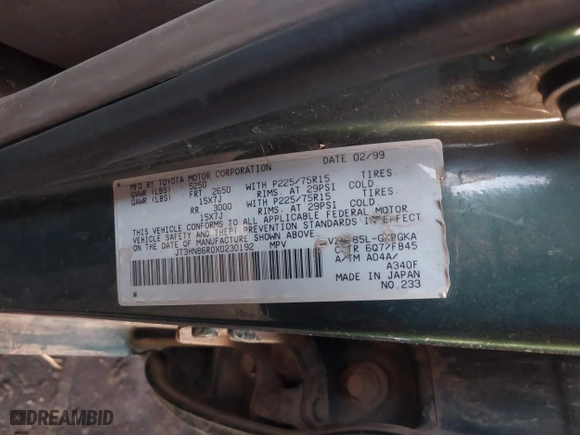 MFD BY TOYOTA MOTOR CORPORATION DATE 02/99
GVWR (LBS) 5250
GAWR (LBS) FRT 2650 WITH P225/75R15 TIRES.
15X7J RIMS. AT 29PSI COLD
RR 3000 WITH P225/75R15 TIRES.
15X7J RIMS. AT 29PSI COLD
THIS VEHICLE CONFORMS TO ALL APPLICABLE FEDERAL MOTOR
VEHICLE SAFETY AND THEFT PREVENTION STANDARDS IN EFFECT
ON THE DATE OF MANUFACTURE SHOWN ABOVE.
JT3HN86R0X0230192 MPV 85L-GKPGKA
6Q7/FB45
A/TM A04A/
A340F
MADE IN JAPAN
NO.233
DREAMBID